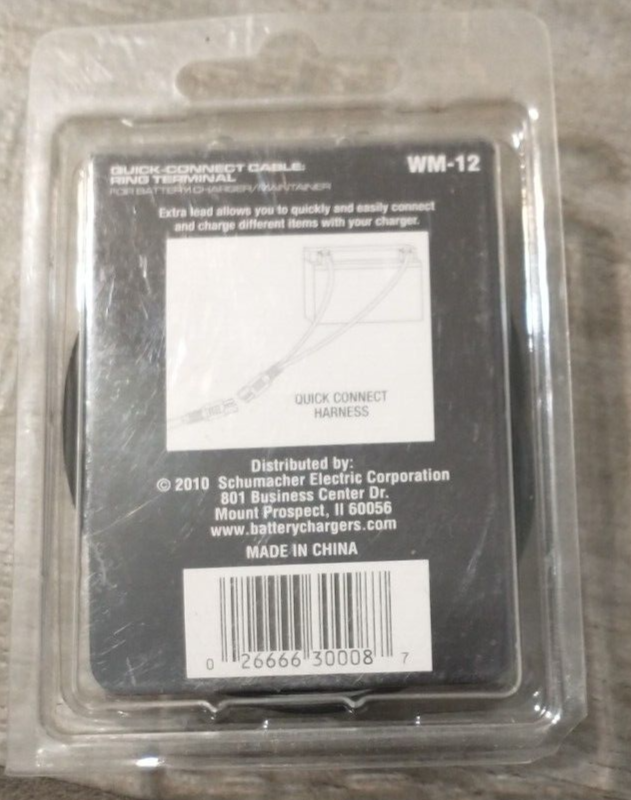 QUICK-CONNECT CABLE: WM-12
RING TERMINAL
FOR BATTERY CHARGER/MAINTAINER
Extra lead allows you to quickly and easily connect
and charge different items with your charger.
QUICK CONNECT
HARNESS
Distributed by:
© 2010 Schumacher Electric Corporation
801 Business Center Dr.
Mount Prospect, Il 60056
www.batterychargers.com
MADE IN CHINA
0 26666 30008 7